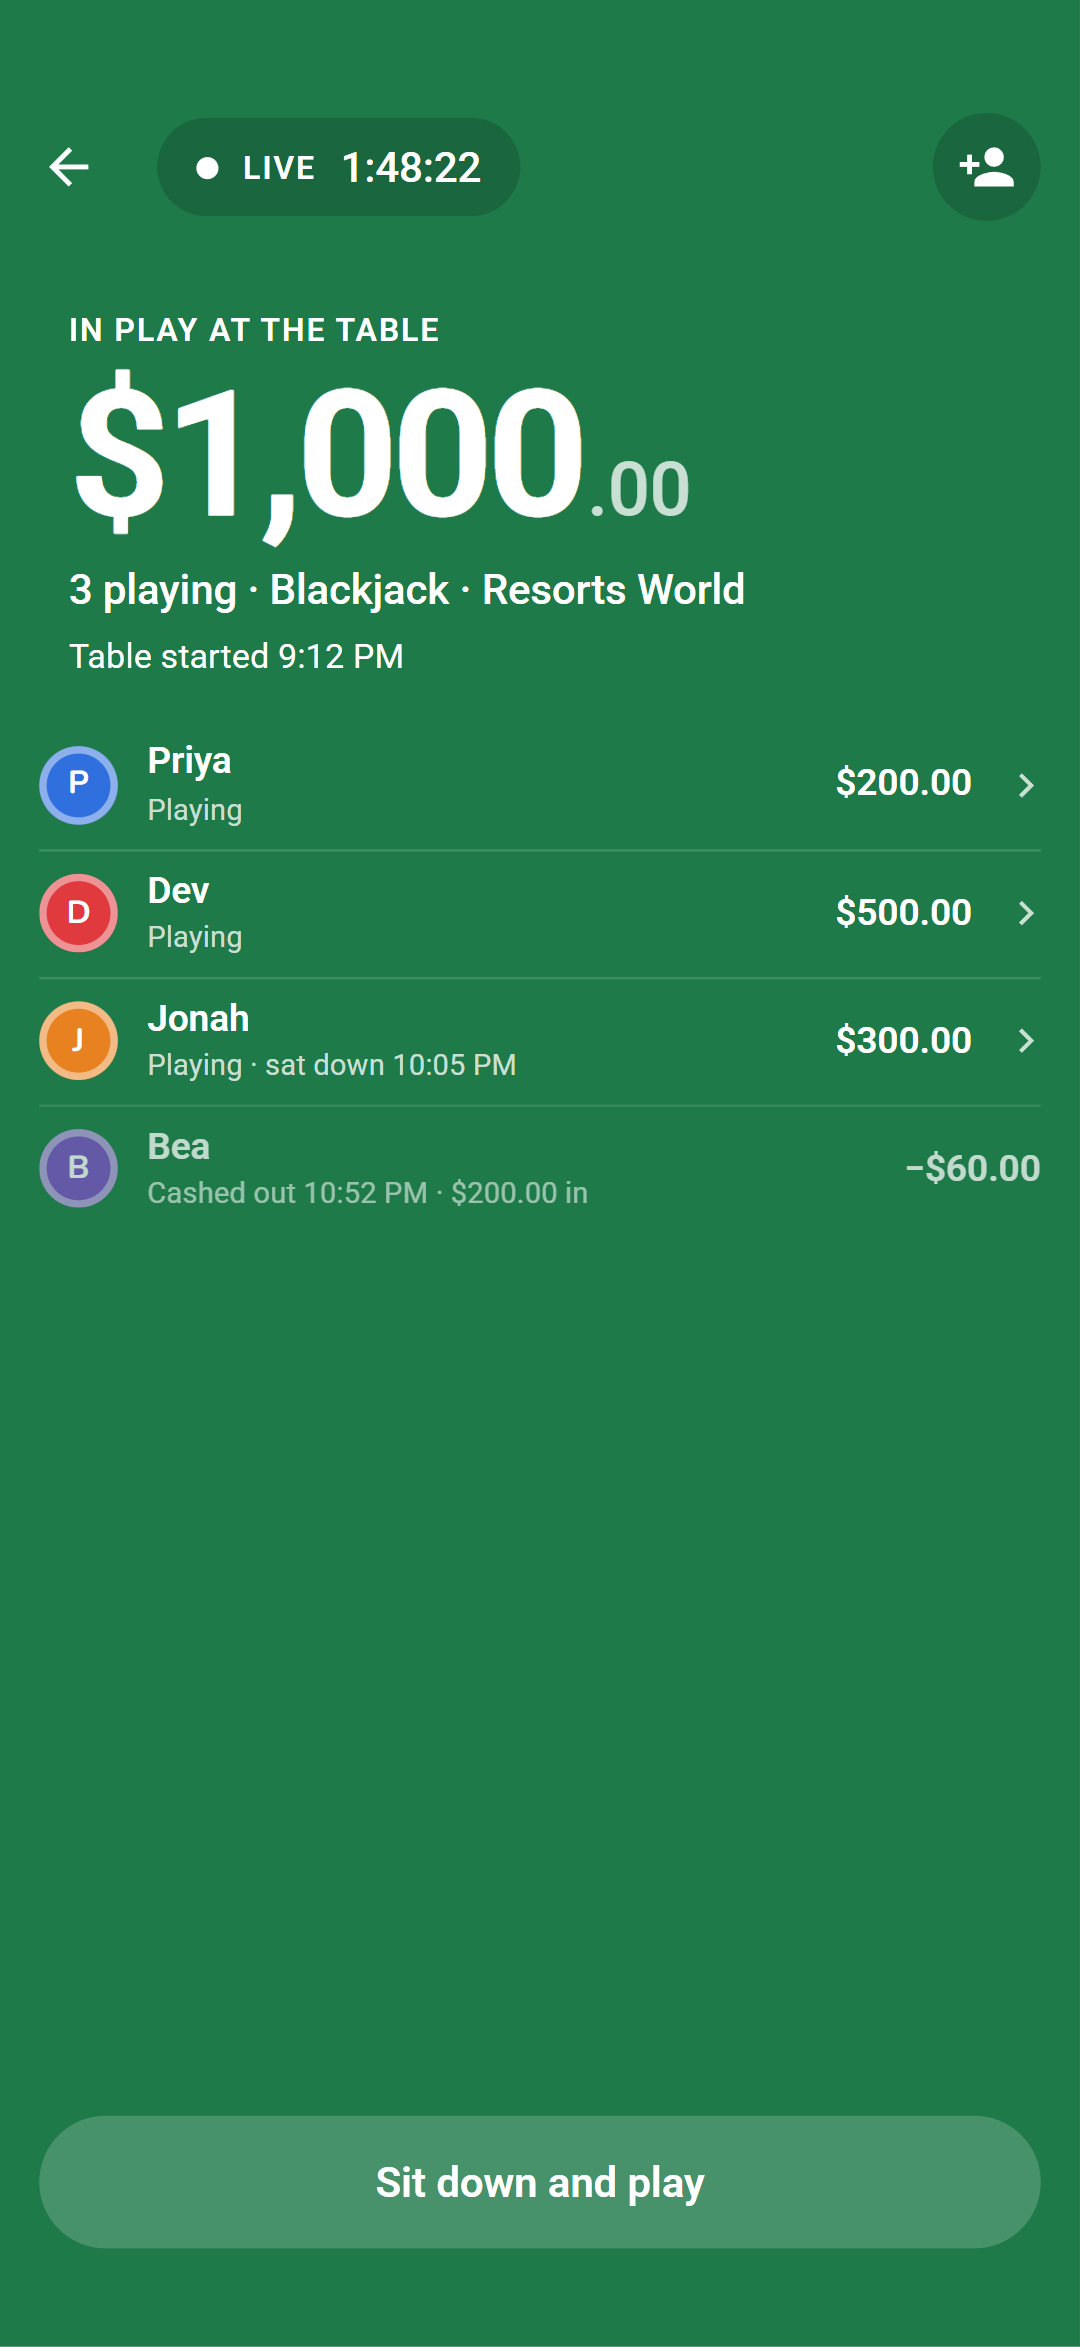 LIVE 1:48:22
IN PLAY AT THE TABLE
$1,000.00
3 playing · Blackjack · Resorts World
Table started 9:12 PM
P Priya $200.00
Playing
D Dev $500.00
Playing
J Jonah $300.00
Playing · sat down 10:05 PM
B Bea −$60.00
Cashed out 10:52 PM · $200.00 in
Sit down and play